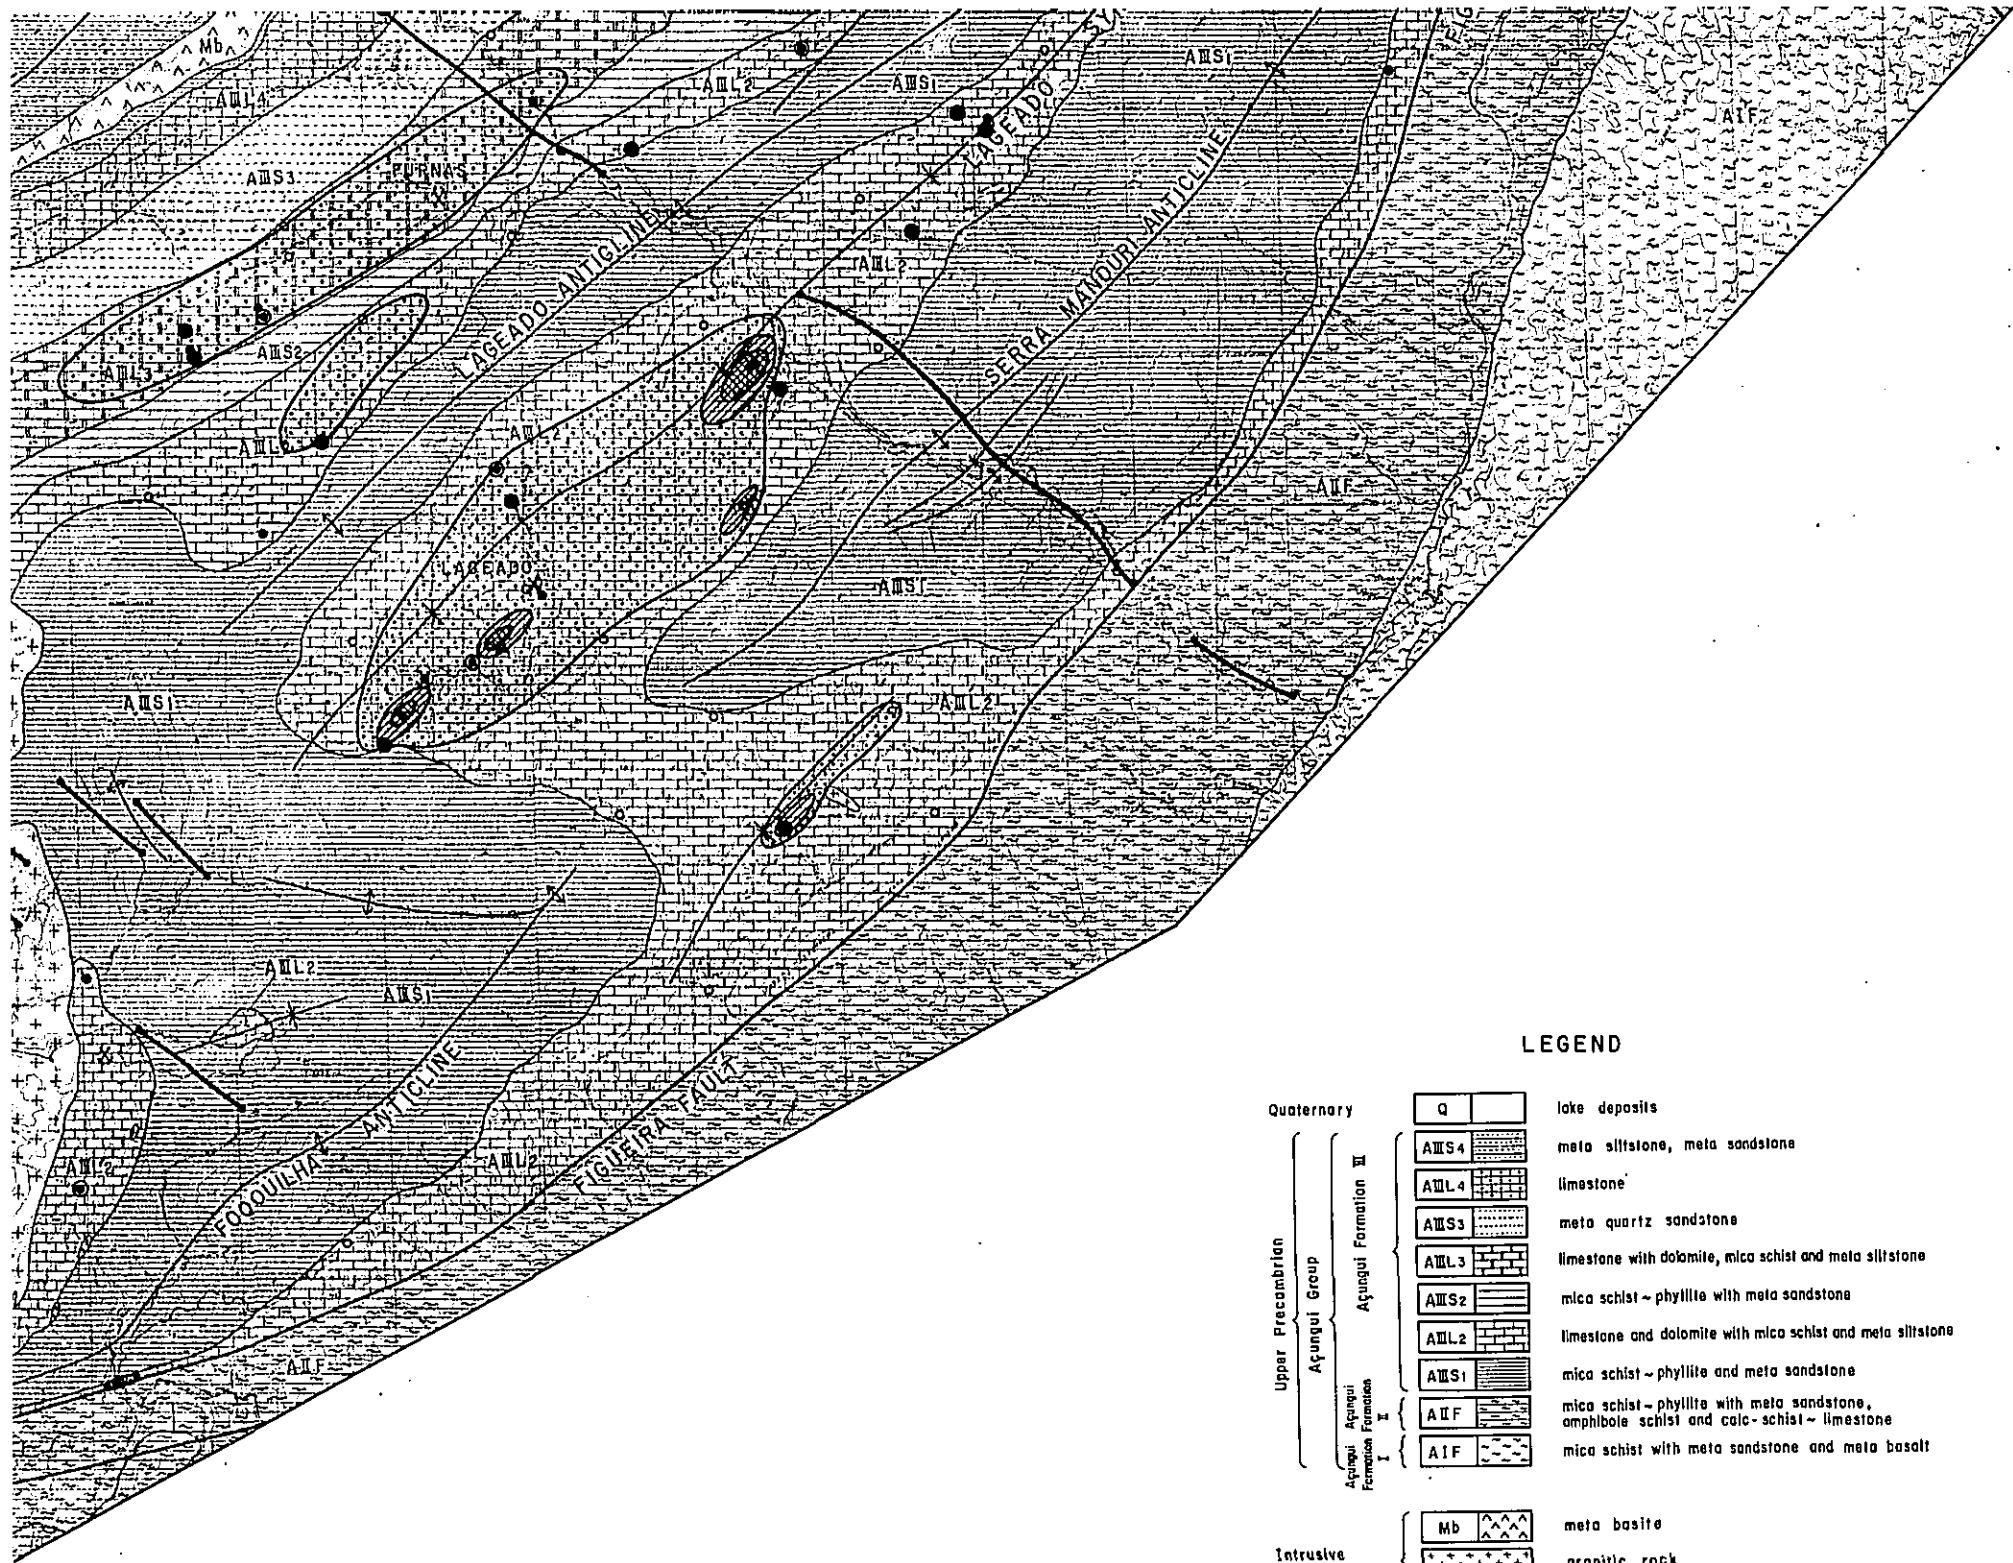 Mb
AⅢL4
AⅢL2
AⅢS1
AⅢS1
AIF
LAGEADO
FURNAS
AⅢS3
LAGEADO ANTICLINE
SERRA MANDURI ANTICLINE
AⅢL2
AⅢS2
AⅢL3
AⅢL2
AⅡF
LAGEADO
AⅢS1
AⅢS1
AⅢL2
AⅢL2
AⅢS1
FOQUILHA ANTICLINE
FIGUEIRA FAULT
AⅢL2
AⅢL2
AⅡF
LEGEND
Quaternary
Q lake deposits
Upper Precambrian
Açungui Group
Açungui Formation Ⅲ
AⅢS4 meta siltstone, meta sandstone
AⅢL4 limestone
AⅢS3 meta quartz sandstone
AⅢL3 limestone with dolomite, mica schist and meta siltstone
AⅢS2 mica schist ~ phyllite with meta sandstone
AⅢL2 limestone and dolomite with mica schist and meta siltstone
AⅢS1 mica schist ~ phyllite and meta sandstone
Açungui Formation Ⅱ
AⅡF mica schist ~ phyllite with meta sandstone,
amphibole schist and calc-schist ~ limestone
Açungui Formation I
AIF mica schist with meta sandstone and meta basalt
Intrusive
Mb meta basite
granitic rock